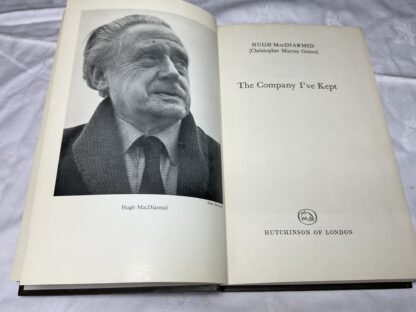 Hugh MacDiarmid
HUGH MACDIARMID
(Christopher Murray Grieve)
The Company I've Kept
HUTCHINSON OF LONDON